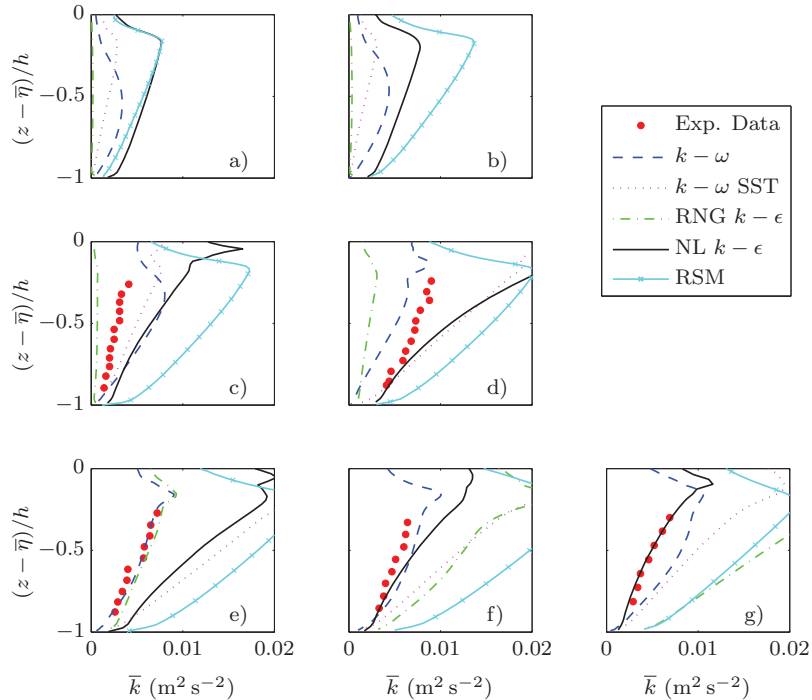 0
−0.5
−1
(z − η̅)/h
a)
b)
Exp. Data
k − ω
k − ω SST
RNG k − ϵ
NL k − ϵ
RSM
0
−0.5
−1
(z − η̅)/h
c)
d)
0
−0.5
−1
(z − η̅)/h
e)
f)
g)
0 0.01 0.02 0 0.01 0.02 0 0.01 0.02
k̅ (m² s⁻²) k̅ (m² s⁻²) k̅ (m² s⁻²)